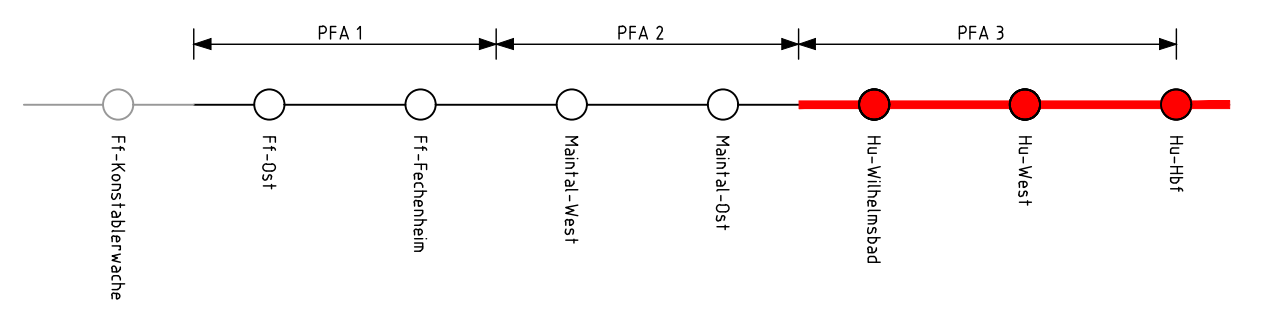 PFA 1
PFA 2
PFA 3
Ff-Konstablerwache
Ff-Ost
Ff-Fechenheim
Maintal-West
Maintal-Ost
Hu-Wilhelmsbad
Hu-West
Hu-Hbf